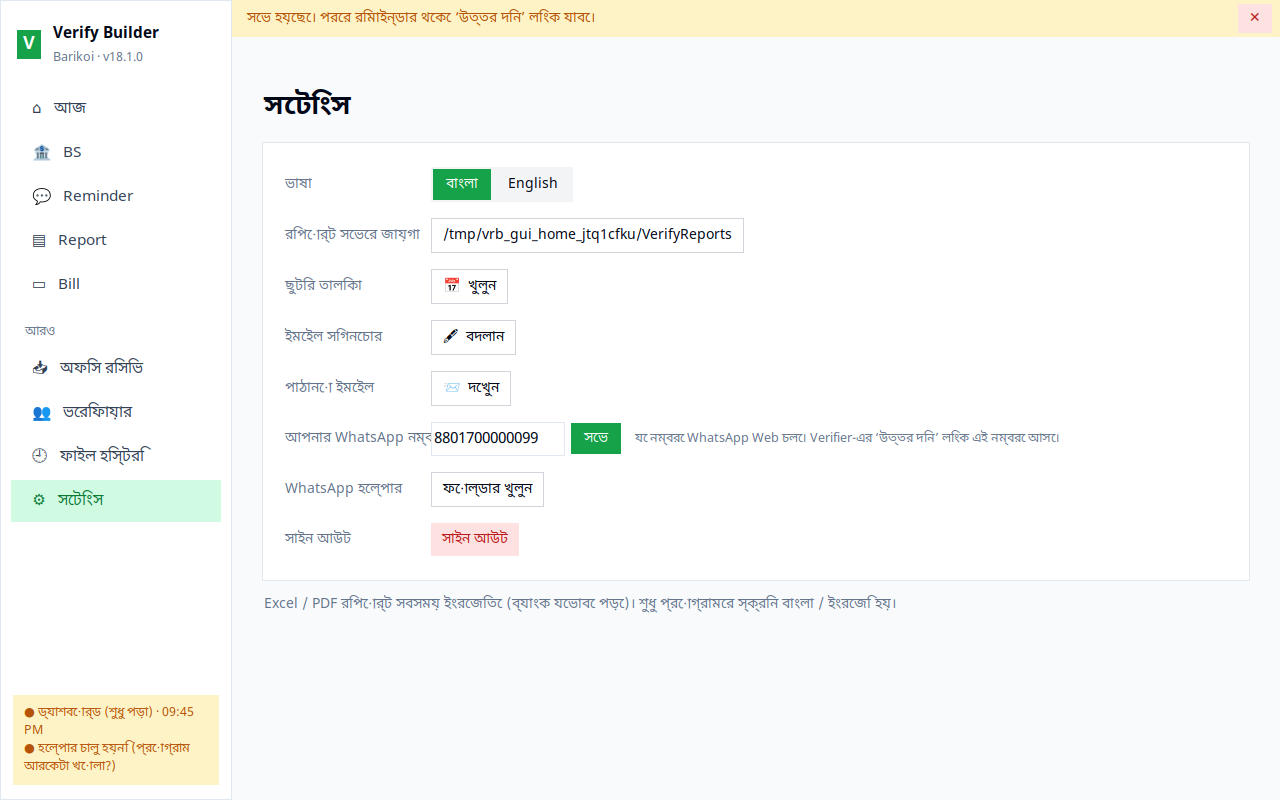 Verify Builder
Barikoi · v18.1.0
আজ
BS
Reminder
Report
Bill
আরও
অফিস রিসিভ
ভেরিফায়ার
ফাইল হিস্টরি
সেটিংস
● ড্যাশবোর্ড (শুধু পড়া) · 09:45
PM
● হেল্পার চালু হয়নি (প্রোগ্রাম
আরেকটা খোলা?)
সেভ হয়েছে। পরের রিমাইন্ডার থেকে ‘উত্তর দিন’ লিংক যাবে।
✕
সেটিংস
ভাষা
বাংলা
English
রিপোর্ট সেভের জায়গা
/tmp/vrb_gui_home_jtq1cfku/VerifyReports
ছুটির তালিকা
খুলুন
ইমেইল সিগনেচার
বদলান
পাঠানো ইমেইল
দেখুন
আপনার WhatsApp নম্ব
8801700000099
সেভ
যে নম্বরে WhatsApp Web চলে। Verifier-এর ‘উত্তর দিন’ লিংক এই নম্বরে আসে।
WhatsApp হেল্পার
ফোল্ডার খুলুন
সাইন আউট
সাইন আউট
Excel / PDF রিপোর্ট সবসময় ইংরেজিতে (ব্যাংক যেভাবে পড়ে)। শুধু প্রোগ্রামের স্ক্রিন বাংলা / ইংরেজি হয়।